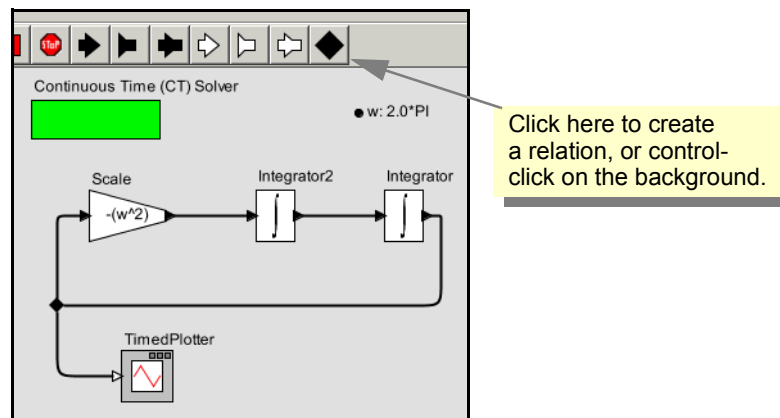 STOP
Continuous Time (CT) Solver
w: 2.0*PI
Click here to create
a relation, or control-
click on the background.
Scale
Integrator2
Integrator
-(w^2)
∫
∫
TimedPlotter